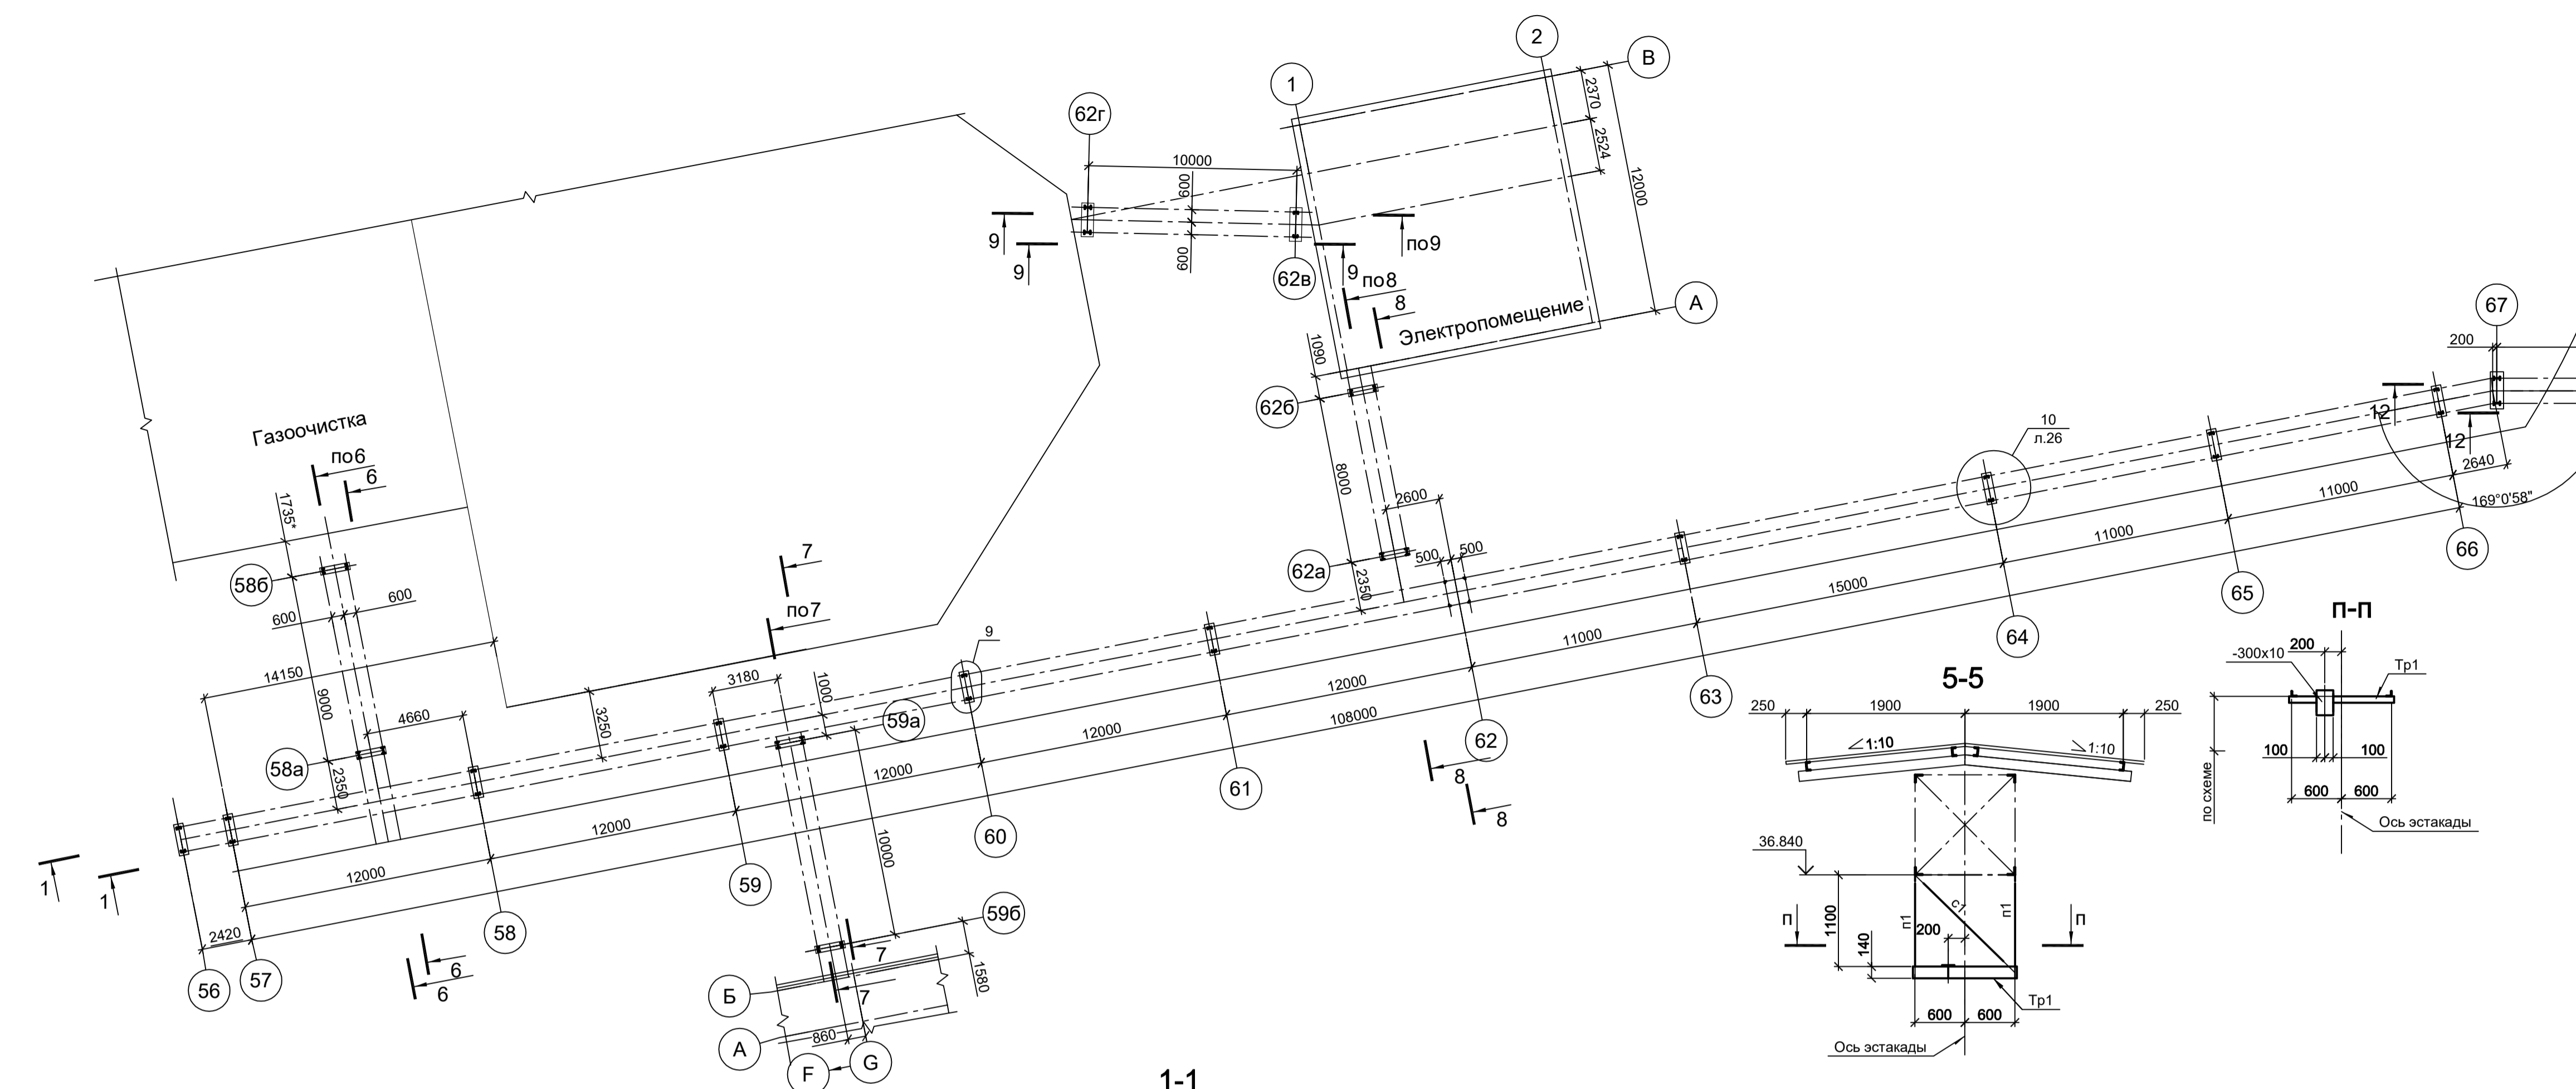 2
В
1
62г
2370
2524
12000
10000
600
600
9
9
по9
62в
9
по8
8
А
Электропомещение
67
200
1090
62б
12
12
10
л.26
Газоочистка
по6
6
1735*
8000
2600
2640
11000
169°0'58"
500
500
11000
66
58б
7
62а
2350
600
600
по7
15000
65
П-П
9
11000
64
14150
9000
3180
1000
12000
200
-300х10
Тр1
5-5
63
4660
3250
59а
108000
250
1900
1900
250
58а
2350
12000
62
1:10
1:10
100
100
12000
61
8
8
по схеме
600
600
Ось эстакады
12000
10000
60
36.840
1
1
12000
59
59б
1100
п1
с1
п1
П
П
200
140
2420
58
7
6
6
56
57
1580
Б
7
Тр1
600
600
860
А
F
G
Ось эстакады
1-1